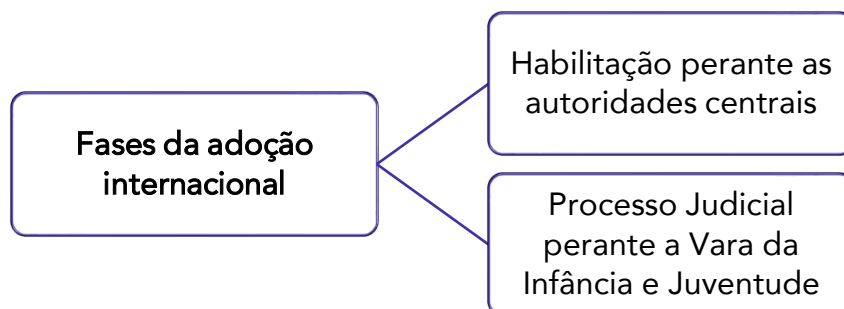 Fases da adoção
internacional
Habilitação perante as
autoridades centrais
Processo Judicial
perante a Vara da
Infância e Juventude